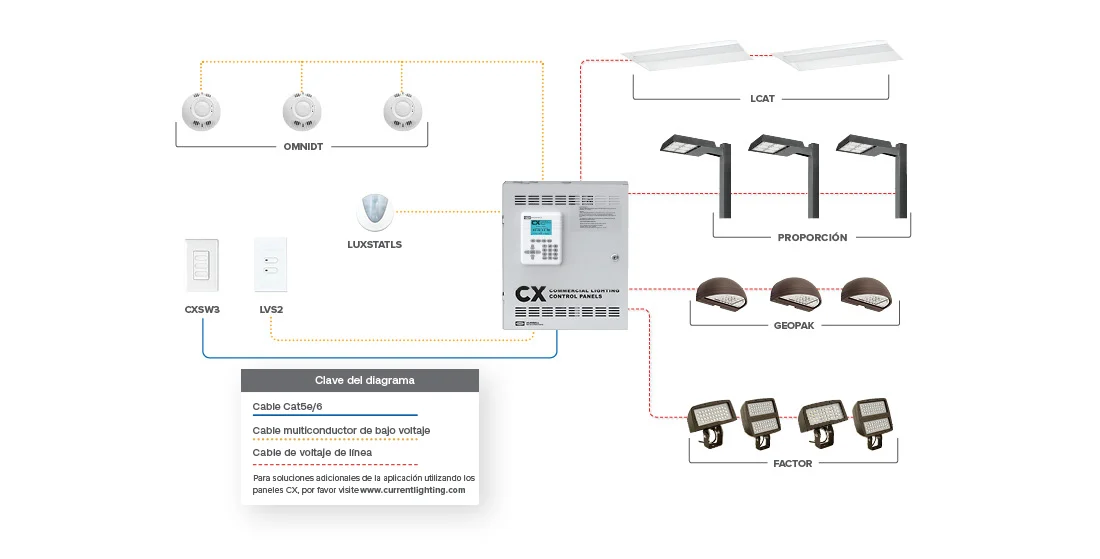 LCAT
OMNIDT
PROPORCIÓN
LUXSTATLS
CX
CX
COMMERCIAL LIGHTING
CONTROL PANELS
GEOPAK
CXSW3
LVS2
Clave del diagrama
Cable Cat5e/6
Cable multiconductor de bajo voltaje
Cable de voltaje de línea
Para soluciones adicionales de la aplicación utilizando los
paneles CX, por favor visite www.currentlighting.com
FACTOR